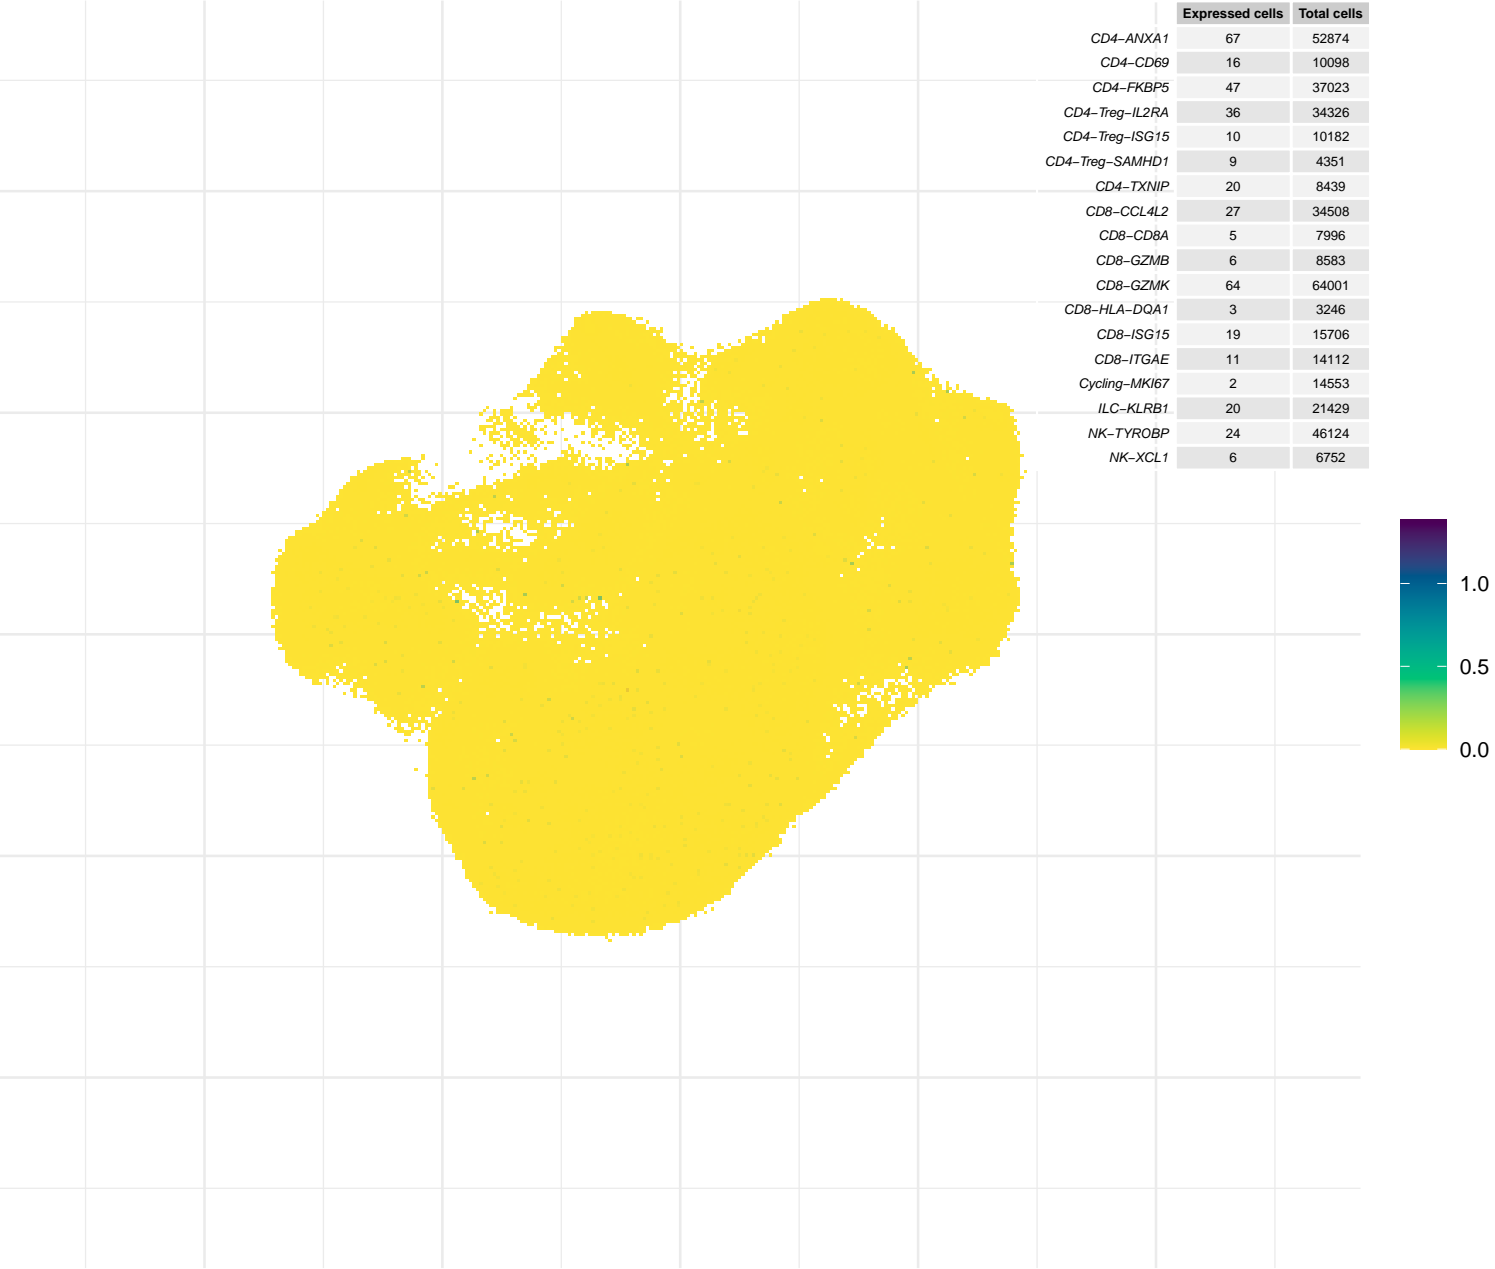 Expressed cells Total cells
CD4−ANXA1 67 52874
CD4−CD69 16 10098
CD4−FKBP5 47 37023
CD4−Treg−IL2RA 36 34326
CD4−Treg−ISG15 10 10182
CD4−Treg−SAMHD1 9 4351
CD4−TXNIP 20 8439
CD8−CCL4L2 27 34508
CD8−CD8A 5 7996
CD8−GZMB 6 8583
CD8−GZMK 64 64001
CD8−HLA−DQA1 3 3246
CD8−ISG15 19 15706
CD8−ITGAE 11 14112
Cycling−MKI67 2 14553
ILC−KLRB1 20 21429
NK−TYROBP 24 46124
NK−XCL1 6 6752
1.0
0.5
0.0